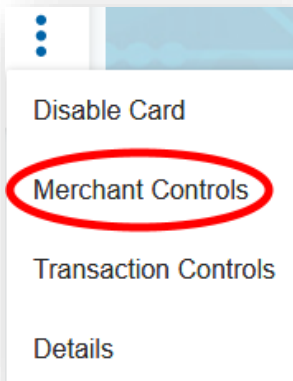 Disable Card
Merchant Controls
Transaction Controls
Details